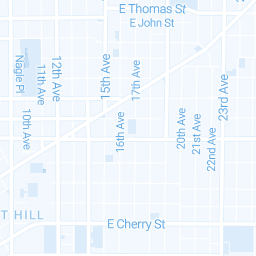 E Thomas St
E John St
Nagle Pl
11th Ave
12th Ave
15th Ave
17th Ave
23rd Ave
10th Ave
16th Ave
20th Ave
21st Ave
22nd Ave
T HILL
E Cherry St